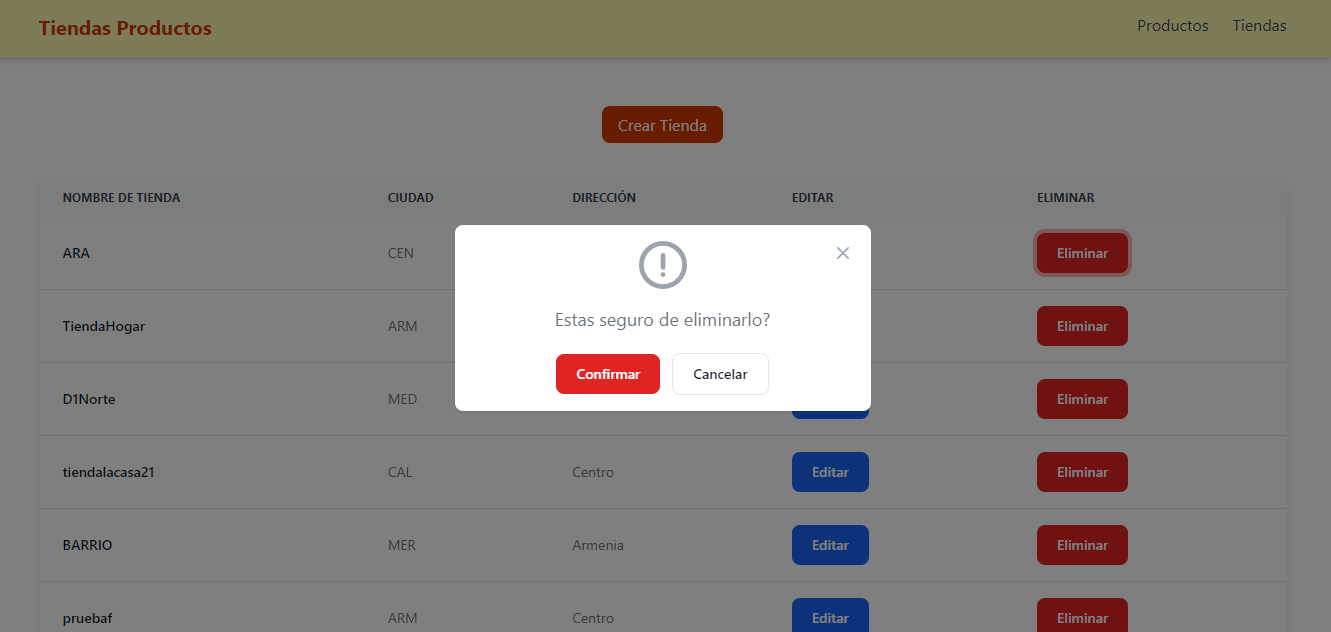 Tiendas Productos
Productos Tiendas
Crear Tienda
NOMBRE DE TIENDA CIUDAD DIRECCIÓN EDITAR ELIMINAR
ARA CEN Eliminar
Estas seguro de eliminarlo?
TiendaHogar ARM Eliminar
Confirmar Cancelar
D1Norte MED Eliminar
tiendalacasa21 CAL Centro Editar Eliminar
BARRIO MER Armenia Editar Eliminar
pruebaf ARM Centro Editar Eliminar